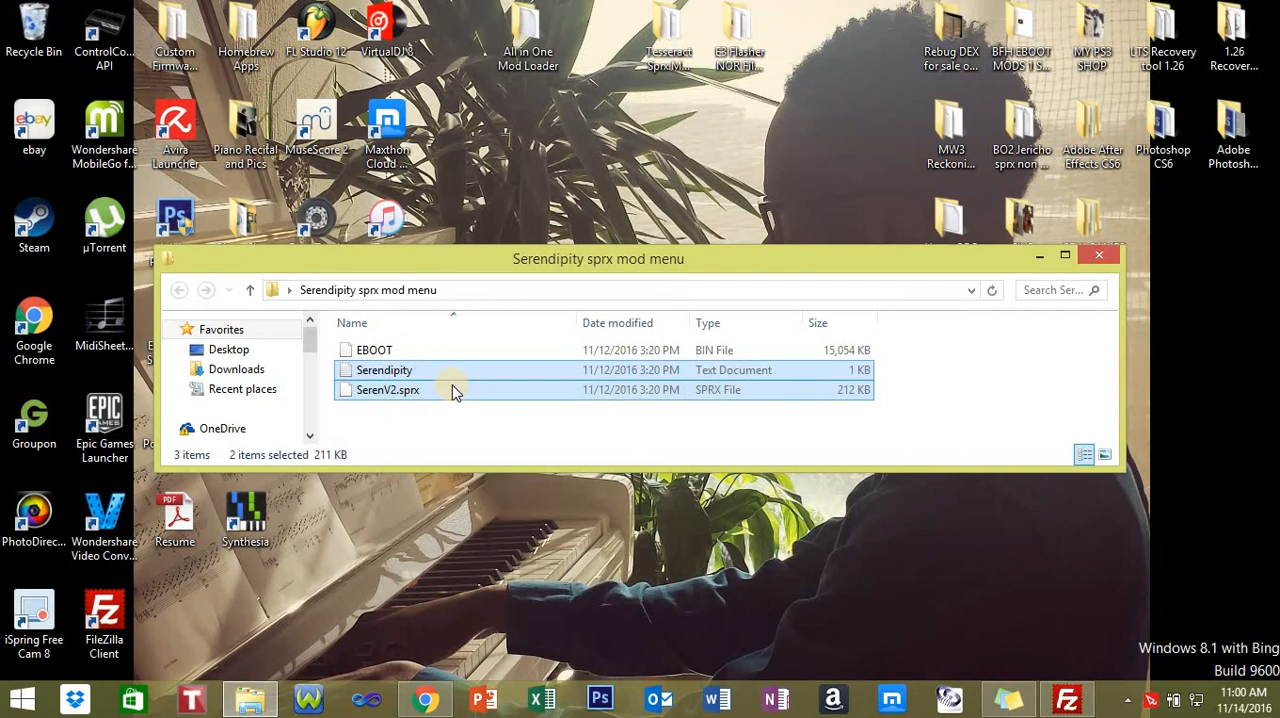 Recycle Bin
ControlCo...
API
Custom
Firmwa...
Homebrew
Apps
FL Studio 12
VirtualDJ 8
All in One
Mod Loader
Tesseract
Sprx M...
E3 Flasher
NOR Fil...
Rebug DEX
for sale o...
BFH EBOOT
MODS 1 S...
MY PS3
SHOP
LTS Recovery
tool 1.26
1.26
Recover...
ebay
Wondershare
MobileGo f...
Avira
Launcher
Piano Recital
and Pics
MuseScore 2
Maxthon
Cloud ...
MW3
Reckoni...
BO2 Jericho
sprx non ...
Adobe After
Effects CS6
Photoshop
CS6
Adobe
Photosh...
Steam
µTorrent
Serendipity sprx mod menu
Serendipity sprx mod menu
Search Ser...
Favorites
Desktop
Downloads
Recent places
OneDrive
Name
Date modified
Type
Size
EBOOT
11/12/2016 3:20 PM
BIN File
15,054 KB
Serendipity
11/12/2016 3:20 PM
Text Document
1 KB
SerenV2.sprx
11/12/2016 3:20 PM
SPRX File
212 KB
3 items
2 items selected 211 KB
Google
Chrome
MidiSheet...
Groupon
EPIC
GAMES
Epic Games
Launcher
PhotoDirec...
Wondershare
Video Conv...
PDF
Resume
Synthesia
iSpring Free
Cam 8
FileZilla
Client
Windows 8.1 with Bing
Build 9600
11:00 AM
11/14/2016